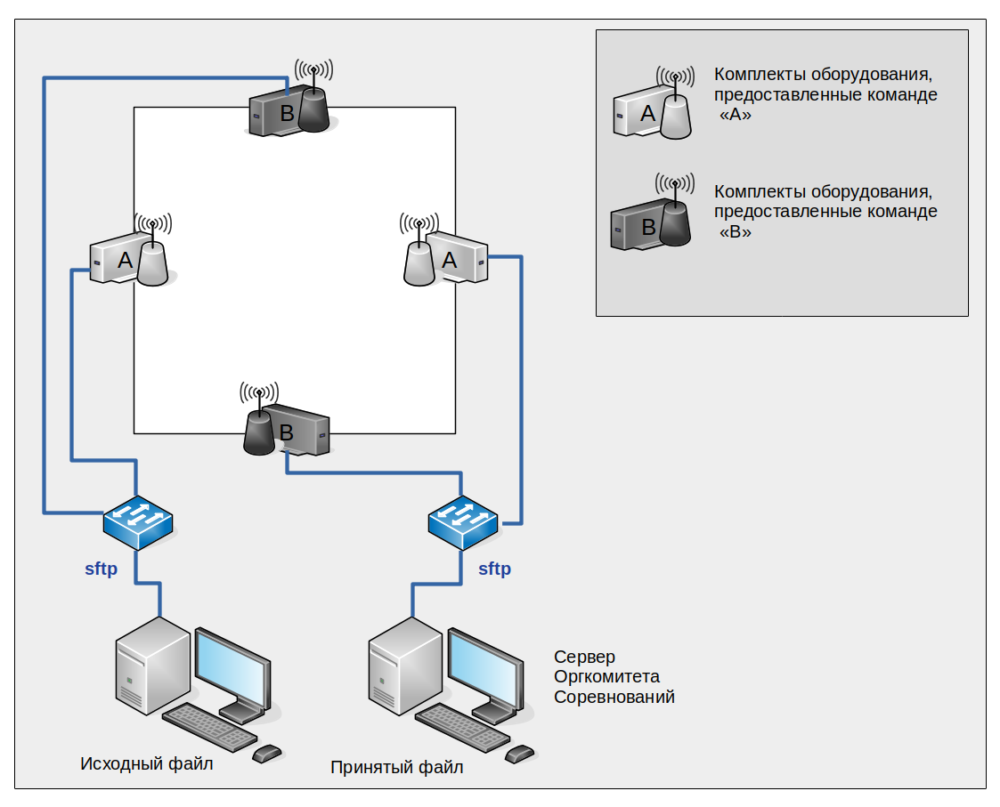 B
A
A
B
Комплекты оборудования,
предоставленные команде
«А»
A
Комплекты оборудования,
предоставленные команде
«В»
B
sftp
sftp
Сервер
Оргкомитета
Соревнований
Исходный файл
Принятый файл